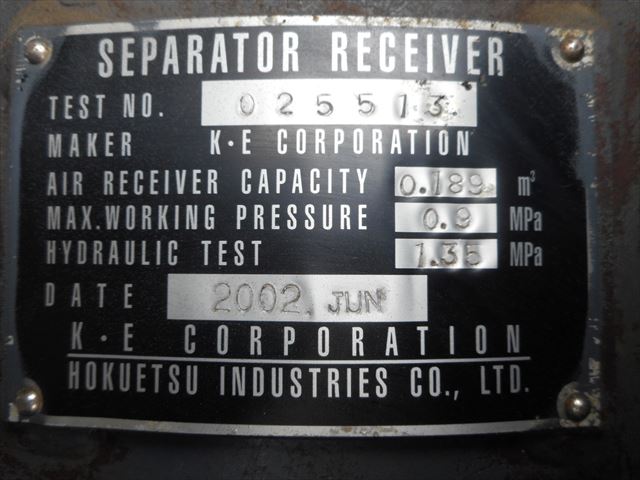 SEPARATOR RECEIVER
TEST NO. 025513
MAKER K·E CORPORATION
AIR RECEIVER CAPACITY 0.189 m³
MAX.WORKING PRESSURE 0.9 MPa
HYDRAULIC TEST 1.35 MPa
DATE 2002. JUN
K·E CORPORATION
HOKUETSU INDUSTRIES CO., LTD.